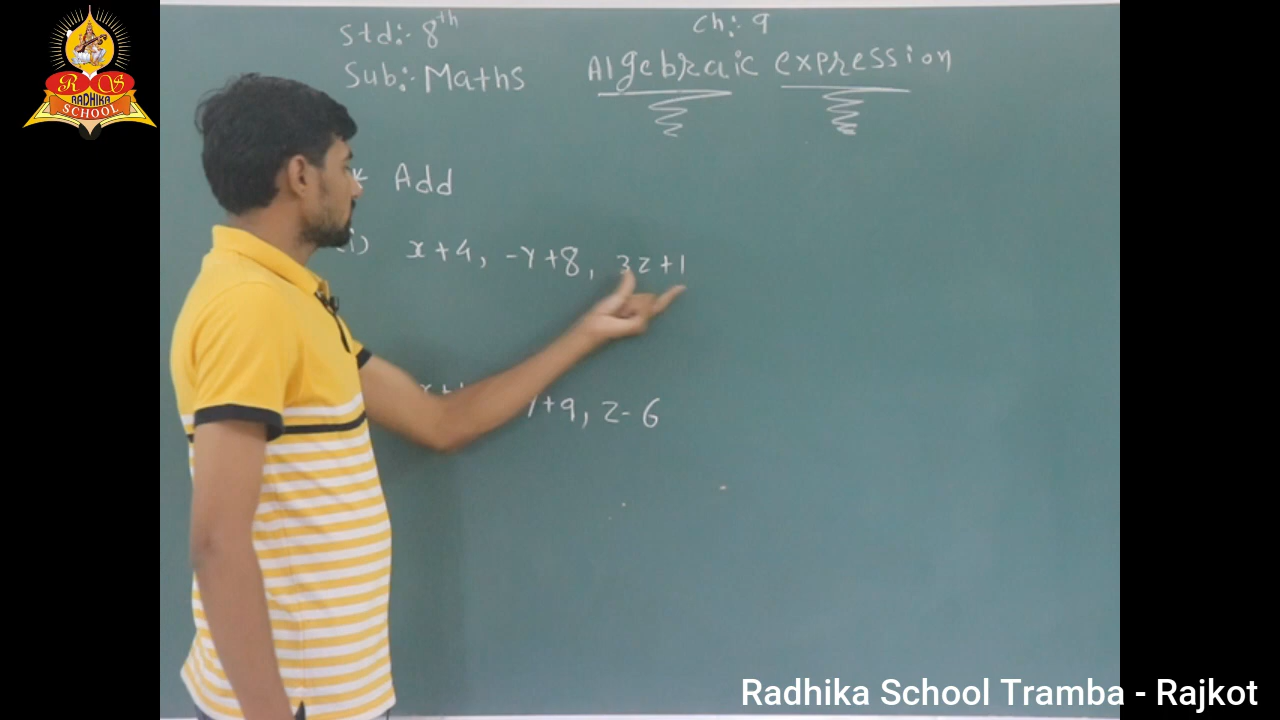 R S
RADHIKA
SCHOOL
Std:- 8th
Sub:- Maths
Ch:- 9
Algebraic expression
* Add
(i) x+4, -y+8, 3z+1
+9, z-6
Radhika School Tramba - Rajkot